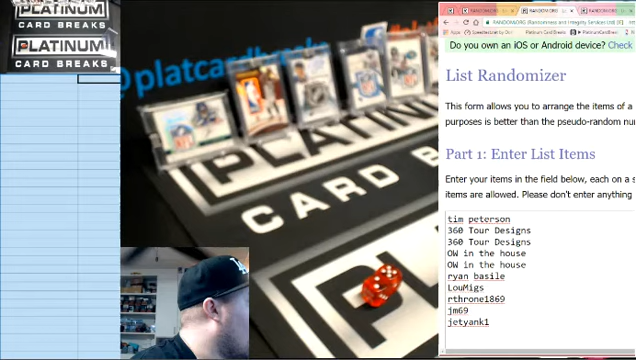 PLATINUM
CARD BREAKS
PLATINUM
CARD BREAKS
platcardbreaks
PLATINUM
CARD B
Do you own an iOS or Android device? Check
List Randomizer
This form allows you to arrange the items of a
purposes is better than the pseudo-random nu
Part 1: Enter List Items
Enter your items in the field below, each on a s
items are allowed. Please don't enter anything
tim peterson
360 Tour Designs
360 Tour Designs
OW in the house
OW in the house
ryan basile
LouMigs
rthrone1869
jm69
jetyank1